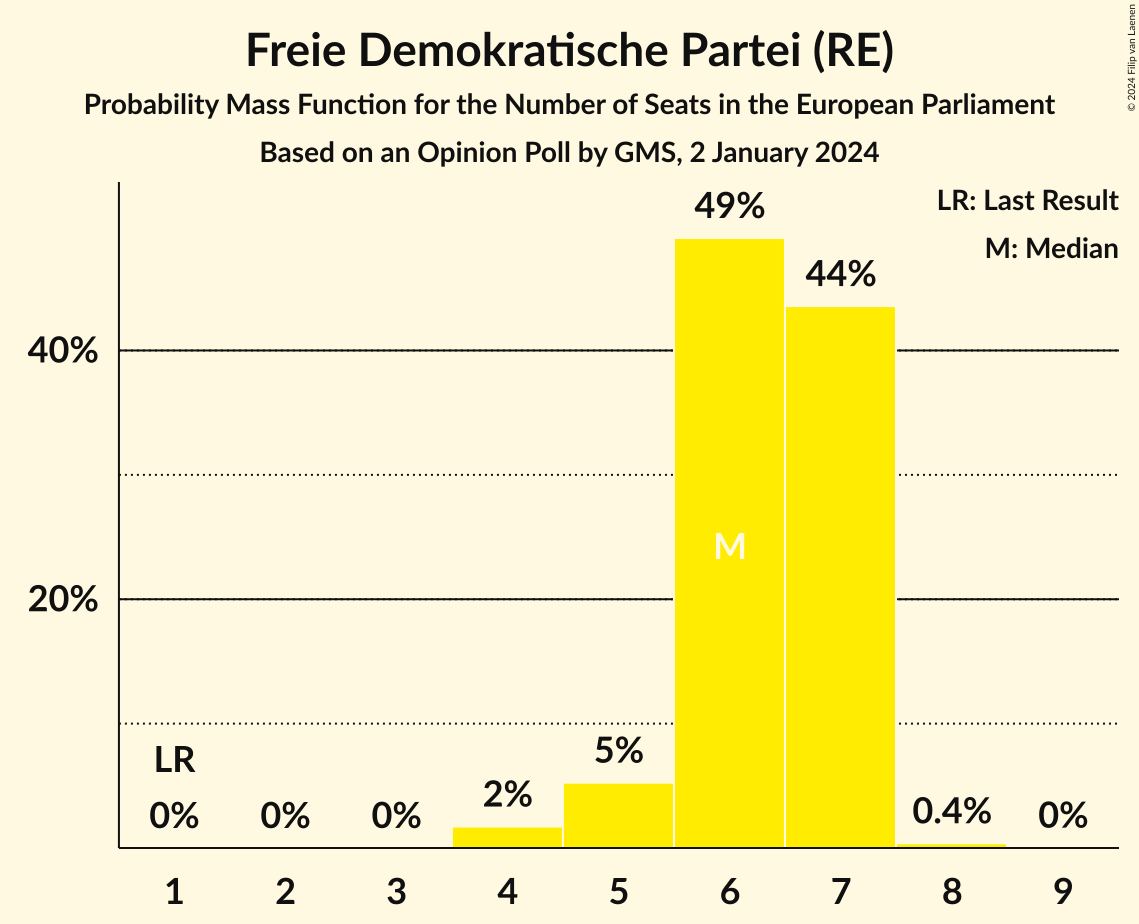 Freie Demokratische Partei (RE)
Probability Mass Function for the Number of Seats in the European Parliament
Based on an Opinion Poll by GMS, 2 January 2024
© 2024 Filip van Laenen
LR: Last Result
M: Median
49%
44%
40%
M
20%
LR
5%
0%
0%
0%
2%
0.4%
0%
1
2
3
4
5
6
7
8
9